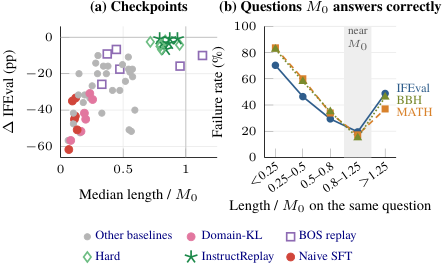 (a) Checkpoints
0
−20
−40
−60
Δ IFEval (pp)
0
0.5
1
Median length / M₀
(b) Questions M₀ answers correctly
100
80
60
40
20
0
Failure rate (%)
near
M₀
IFEval
BBH
MATH
<0.25
0.25–0.5
0.5–0.8
0.8–1.25
>1.25
Length / M₀ on the same question
Other baselines
Domain-KL
BOS replay
Hard
InstructReplay
Naive SFT